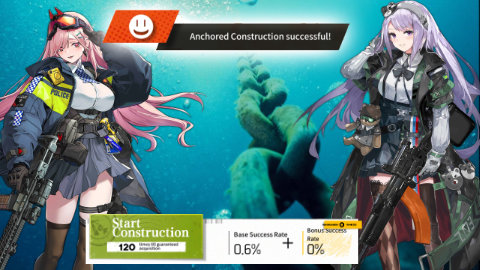 Anchored Construction successful!
POLICE
Start
Construction
120 times till guaranteed
acquisition
Base Success Rate
0.6%
+
Bonus Success
Rate
0%